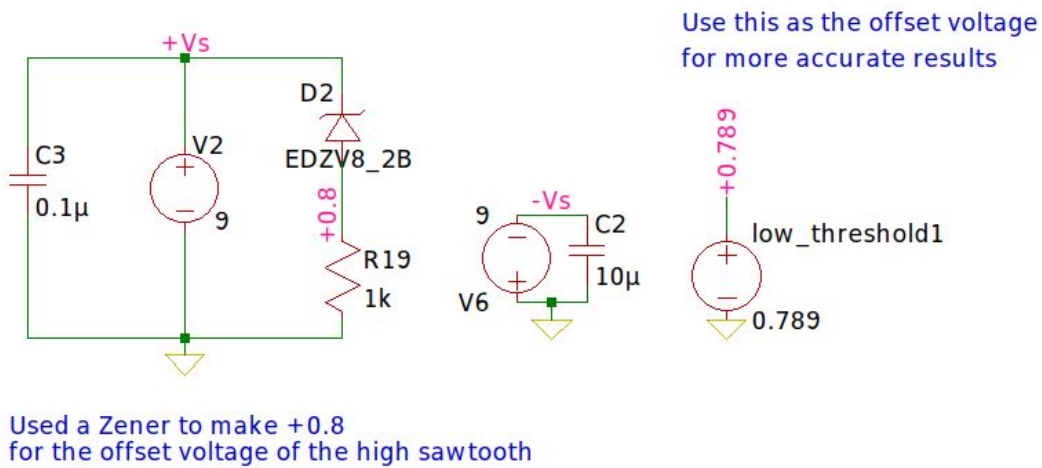 Use this as the offset voltage
for more accurate results
+Vs
D2
EDZV8_2B
C3
0.1µ
V2
9
+0.8
R19
1k
-Vs
9
C2
10µ
V6
+0.789
low_threshold1
0.789
Used a Zener to make +0.8
for the offset voltage of the high sawtooth